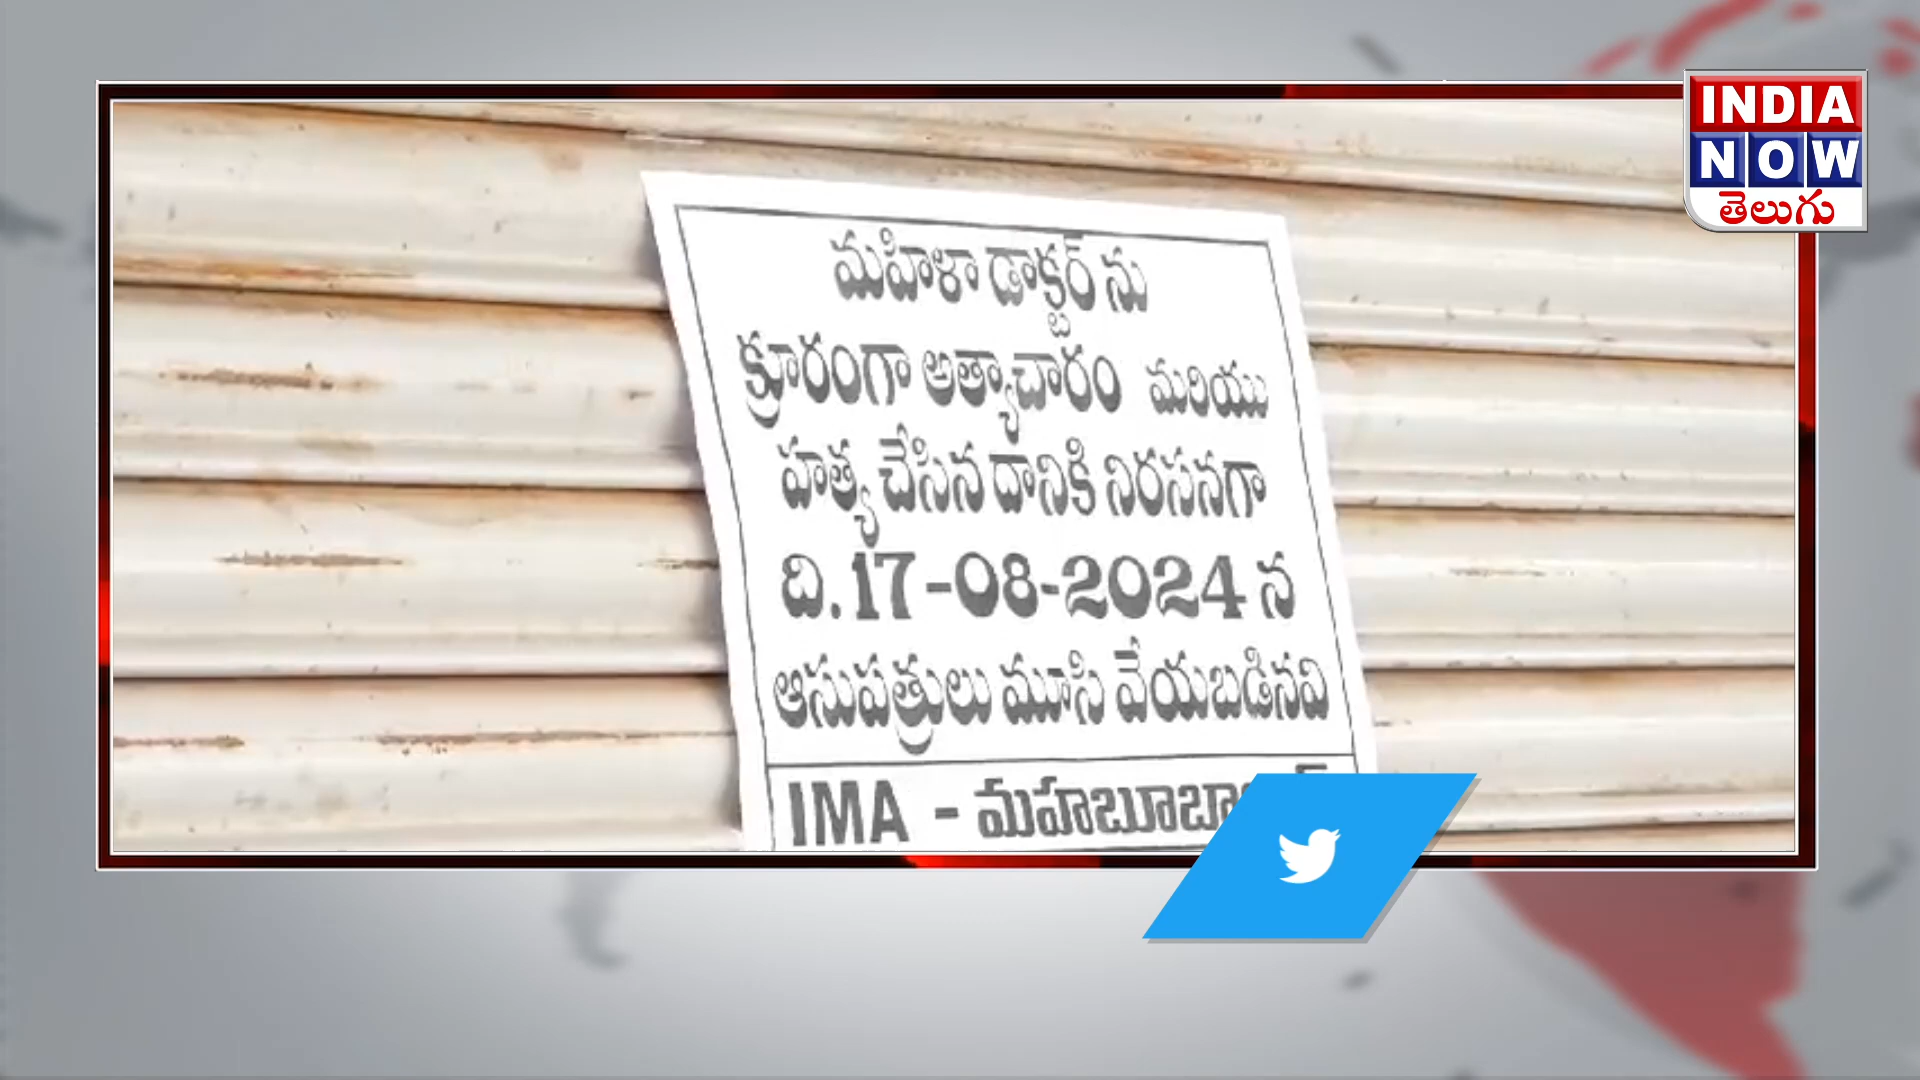 INDIA
NOW
తెలుగు
మహిళా డాక్టర్ ను
క్రూరంగా అత్యాచారం మరియు
హత్య చేసిన దానికి నిరసనగా
ది.17-08-2024 న
ఆసుపత్రులు మూసి వేయబడినవి
IMA -